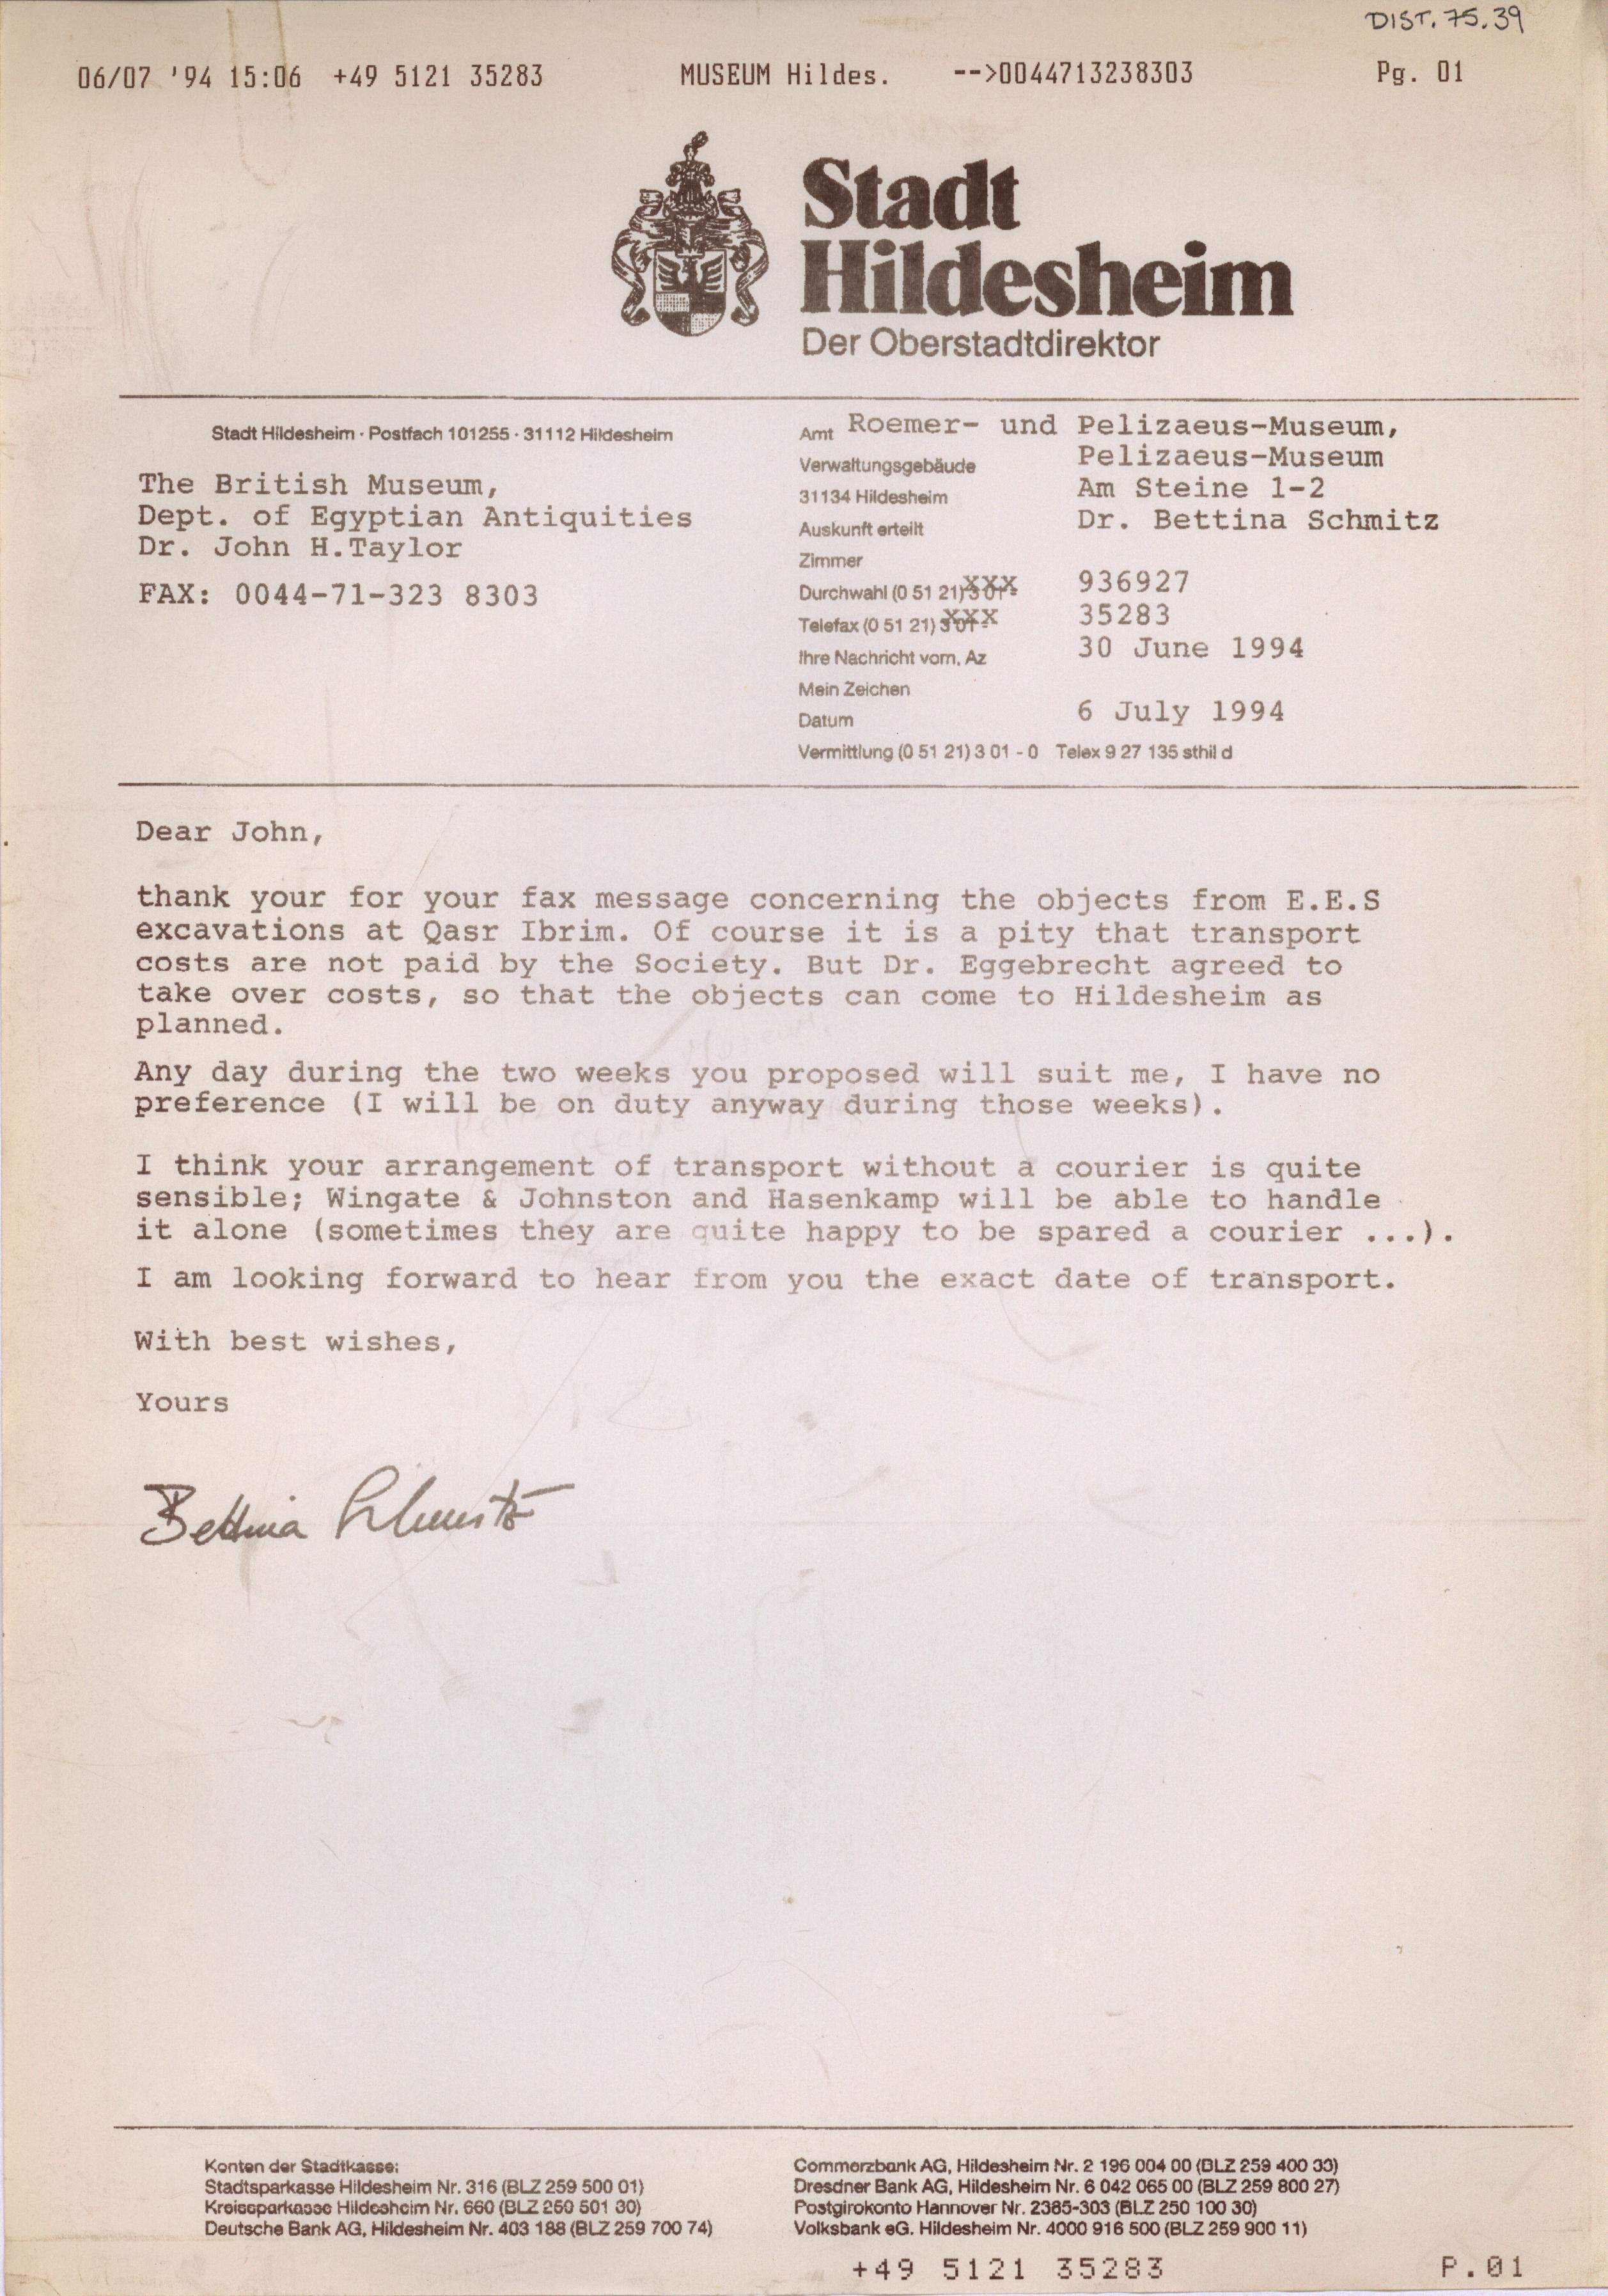 DIST. 75.39
06/07 '94 15:06 +49 5121 35283 MUSEUM Hildes. -->0044713238303 Pg. 01
Stadt
Hildesheim
Der Oberstadtdirektor
Stadt Hildesheim · Postfach 101255 · 31112 Hildesheim
The British Museum,
Dept. of Egyptian Antiquities
Dr. John H.Taylor
FAX: 0044-71-323 8303
Amt Roemer- und Pelizaeus-Museum,
Verwaltungsgebäude Pelizaeus-Museum
31134 Hildesheim Am Steine 1-2
Auskunft erteilt Dr. Bettina Schmitz
Zimmer
Durchwahl (0 51 21) 3 01 - XXX 936927
Telefax (0 51 21) 3 01 - XXX 35283
Ihre Nachricht vom, Az 30 June 1994
Mein Zeichen
Datum 6 July 1994
Vermittlung (0 51 21) 3 01 - 0 Telex 9 27 135 sthil d
Dear John,
thank your for your fax message concerning the objects from E.E.S
excavations at Qasr Ibrim. Of course it is a pity that transport
costs are not paid by the Society. But Dr. Eggebrecht agreed to
take over costs, so that the objects can come to Hildesheim as
planned.
Any day during the two weeks you proposed will suit me, I have no
preference (I will be on duty anyway during those weeks).
I think your arrangement of transport without a courier is quite
sensible; Wingate & Johnston and Hasenkamp will be able to handle
it alone (sometimes they are quite happy to be spared a courier ...).
I am looking forward to hear from you the exact date of transport.
With best wishes,
Yours
Bettina Schmitz
Konten der Stadtkasse:
Stadtsparkasse Hildesheim Nr. 316 (BLZ 259 500 01)
Kreissparkasse Hildesheim Nr. 660 (BLZ 250 501 30)
Deutsche Bank AG, Hildesheim Nr. 403 188 (BLZ 259 700 74)
Commerzbank AG, Hildesheim Nr. 2 196 004 00 (BLZ 259 400 33)
Dresdner Bank AG, Hildesheim Nr. 6 042 065 00 (BLZ 259 800 27)
Postgirokonto Hannover Nr. 2385-303 (BLZ 250 100 30)
Volksbank eG. Hildesheim Nr. 4000 916 500 (BLZ 259 900 11)
+49 5121 35283 P.01